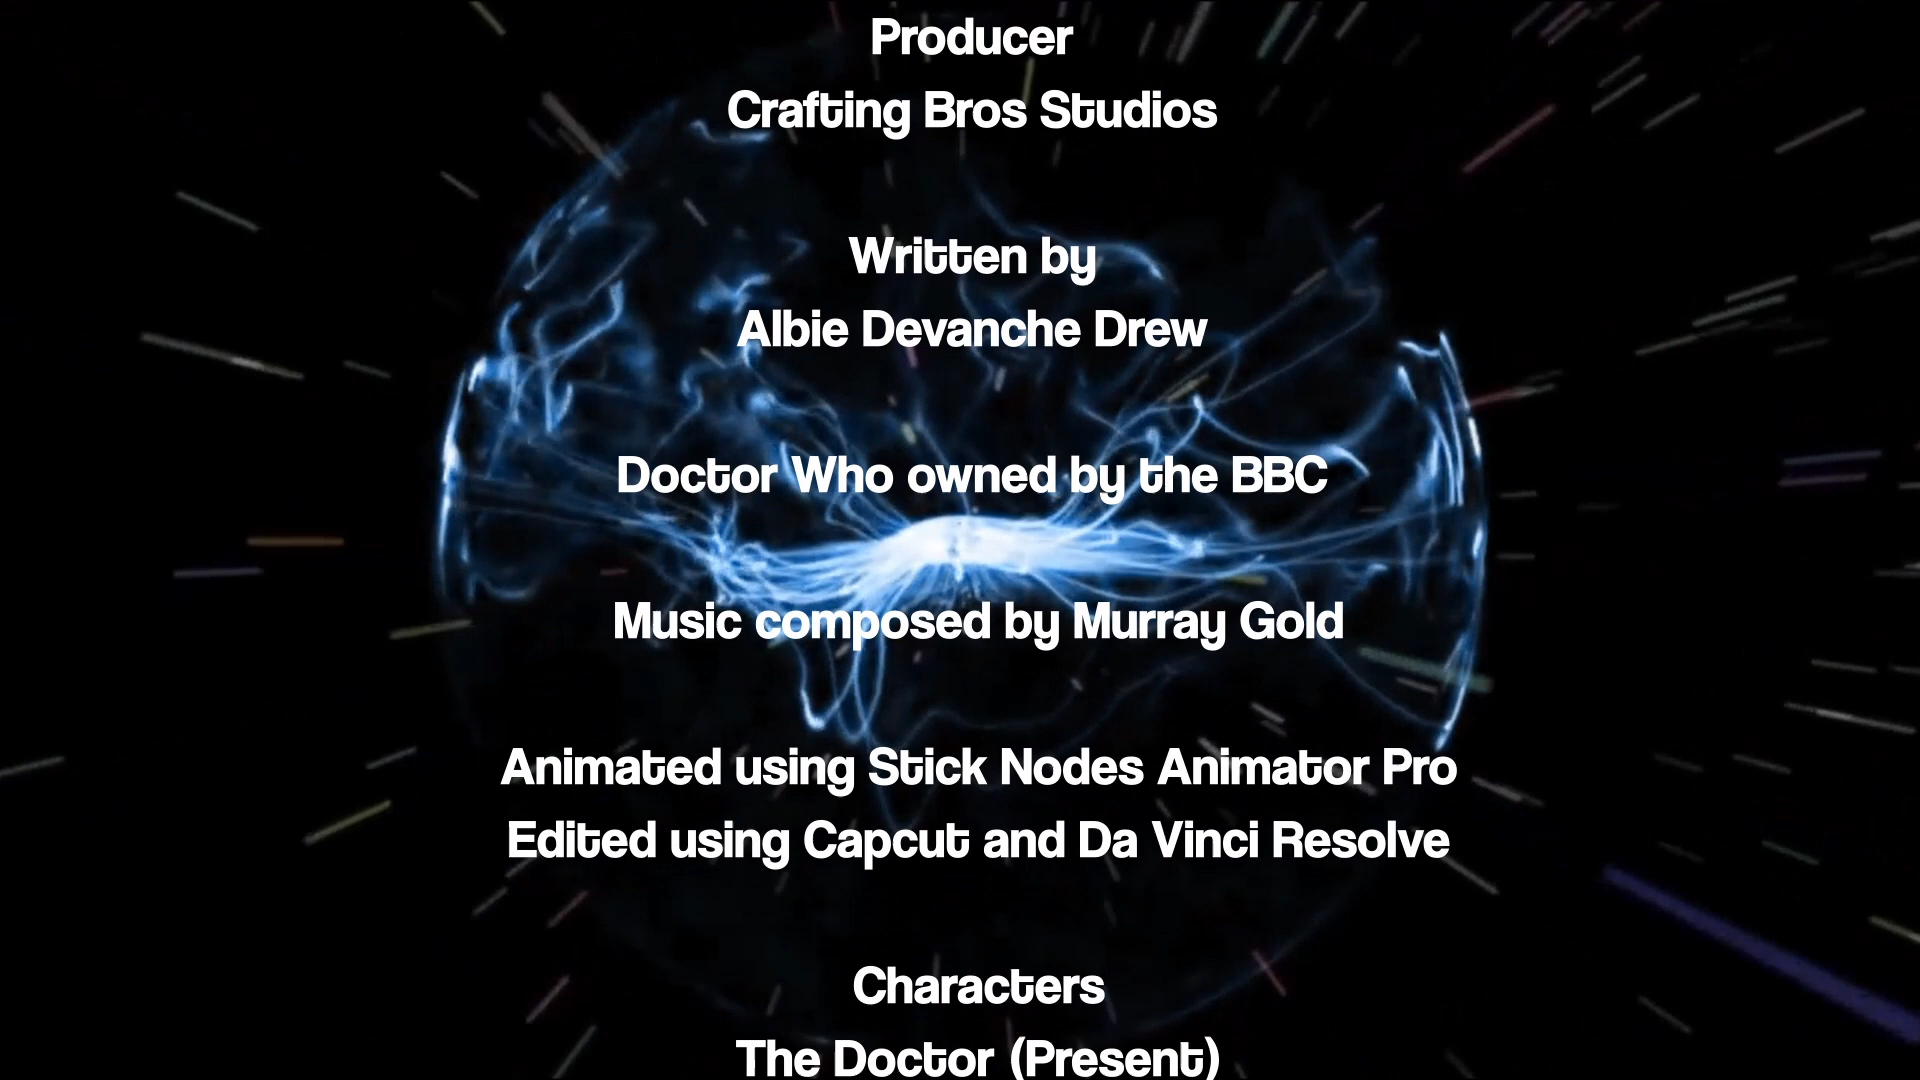 Producer
Crafting Bros Studios
Written by
Albie Devanche Drew
Doctor Who owned by the BBC
Music composed by Murray Gold
Animated using Stick Nodes Animator Pro
Edited using Capcut and Da Vinci Resolve
Characters
The Doctor (Present)